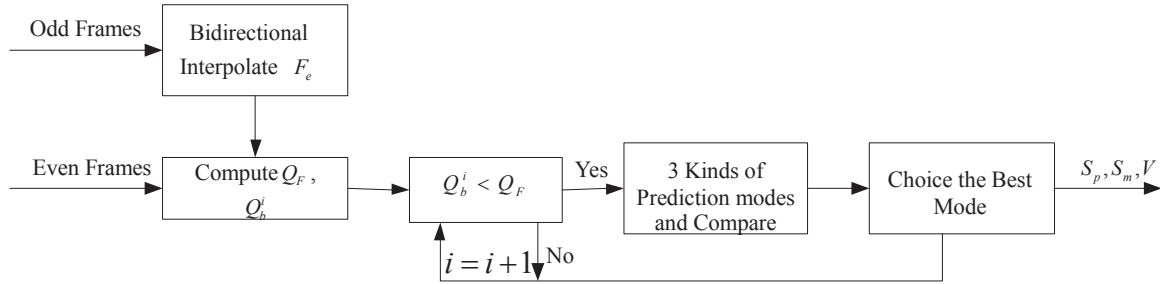 Odd Frames
Bidirectional
Interpolate F_e
Even Frames
Compute Q_F ,
Q_b^i
Q_b^i < Q_F
Yes
No
i = i + 1
3 Kinds of
Prediction modes
and Compare
Choice the Best
Mode
S_p, S_m, V